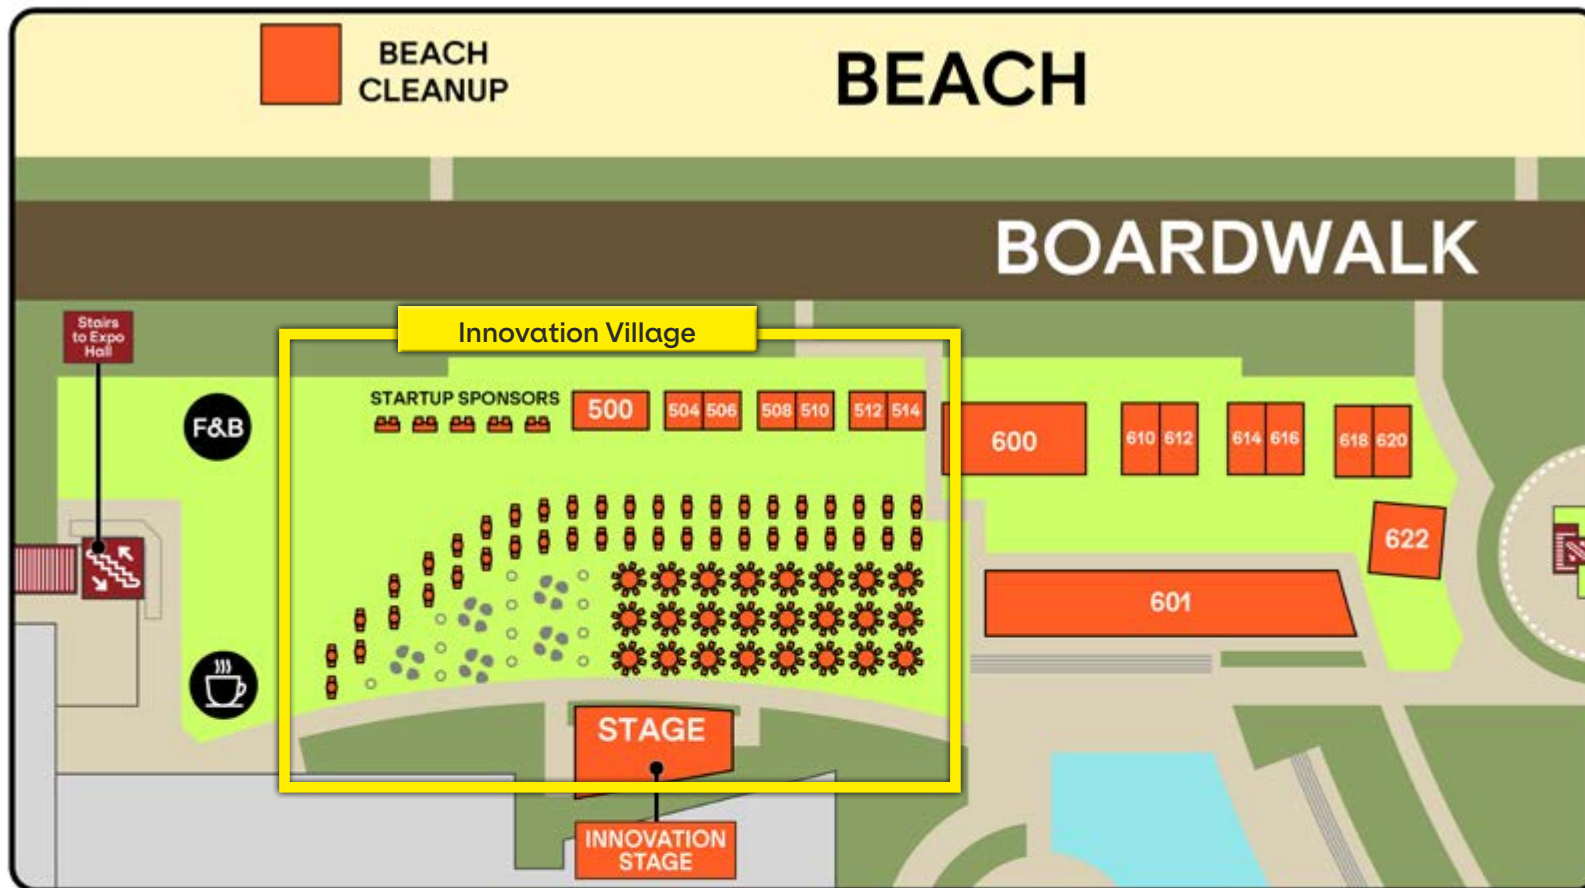 BEACH
CLEANUP
BEACH
BOARDWALK
Stairs
to Expo
Hall
Innovation Village
F&B
STARTUP SPONSORS
500
504 506
508 510
512 514
600
610 612
614 616
618 620
622
601
STAGE
INNOVATION
STAGE